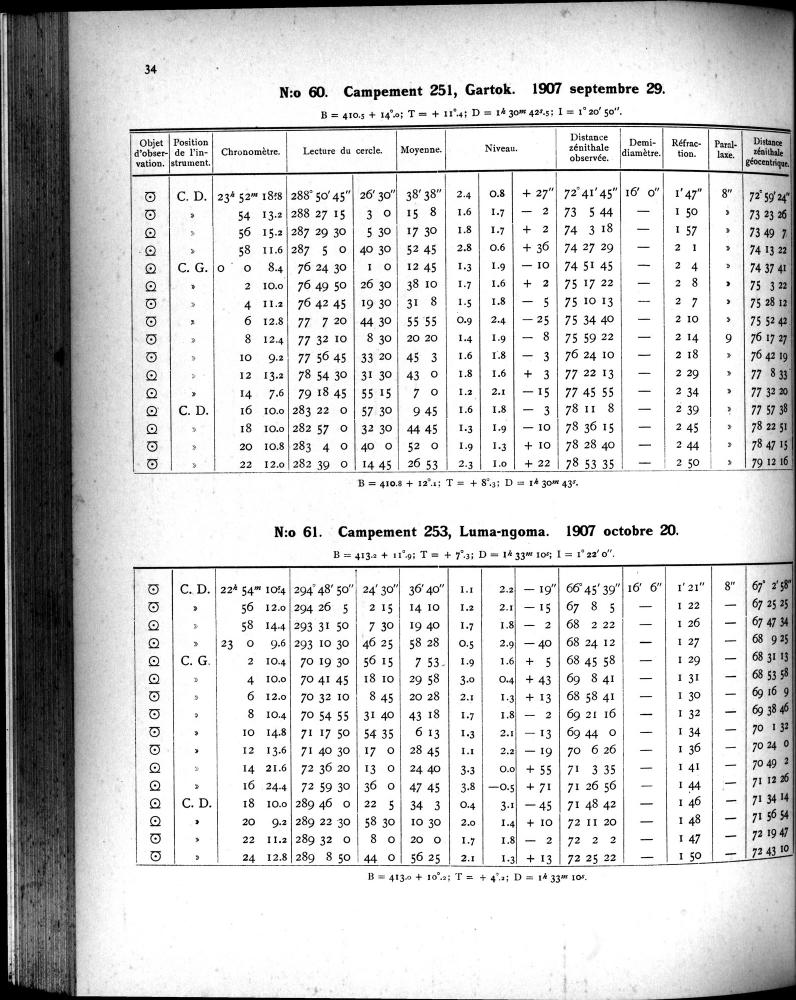 34
N:o 60. Campement 251, Gartok. 1907 septembre 29.
B = 410.5 + 14°.0; T = + 11°.4; D = 1h 30m 42s.5; I = 1° 20′ 50″.
Objet d'observation. Position de l'instrument. Chronomètre. Lecture du cercle. Moyenne. Niveau. Distance zénithale observée. Demi-diamètre. Réfraction. Parallaxe. Distance zénithale géocentrique.
☉ C. D. 23h 52m 18s.8 288° 50′ 45″ 26′ 30″ 38′ 38″ 2.4 0.8 + 27″ 72° 41′ 45″ 16′ 0″ 1′ 47″ 8″ 72° 59′ 24″
☉ » 54 13.2 288 27 15 3 0 15 8 1.6 1.7 — 2 73 5 44 — 1 50 » 73 23 26
☉ » 56 15.2 287 29 30 5 30 17 30 1.8 1.7 + 2 74 3 18 — 1 57 » 73 49 7
☉ » 58 11.6 287 5 0 40 30 52 45 2.8 0.6 + 36 74 27 29 — 2 1 » 74 13 22
☉ C. G. 0 0 8.4 76 24 30 1 0 12 45 1.3 1.9 — 10 74 51 45 — 2 4 » 74 37 41
☉ » 2 10.0 76 49 50 26 30 38 10 1.7 1.6 + 2 75 17 22 — 2 8 » 75 3 22
☉ » 4 11.2 76 42 45 19 30 31 8 1.5 1.8 — 5 75 10 13 — 2 7 » 75 28 12
☉ » 6 12.8 77 7 20 44 30 55 55 0.9 2.4 — 25 75 34 40 — 2 10 » 75 52 42
☉ » 8 12.4 77 32 10 8 30 20 20 1.4 1.9 — 8 75 59 22 — 2 14 9 76 17 27
☉ » 10 9.2 77 56 45 33 20 45 3 1.6 1.8 — 3 76 24 10 — 2 18 » 76 42 19
☉ » 12 13.2 78 54 30 31 30 43 0 1.8 1.6 + 3 77 22 13 — 2 29 » 77 8 33
☉ » 14 7.6 79 18 45 55 15 7 0 1.2 2.1 — 15 77 45 55 — 2 34 » 77 32 20
☉ C. D. 16 10.0 283 22 0 57 30 9 45 1.6 1.8 — 3 78 11 8 — 2 39 » 77 57 38
☉ » 18 10.0 282 57 0 32 30 44 45 1.3 1.9 — 10 78 36 15 — 2 45 » 78 22 51
☉ » 20 10.8 283 4 0 40 0 52 0 1.9 1.3 + 10 78 28 40 — 2 44 » 78 47 15
☉ » 22 12.0 282 39 0 14 45 26 53 2.3 1.0 + 22 78 53 35 — 2 50 » 79 12 16
B = 410.8 + 12°.1; T = + 8°.3; D = 1h 30m 43s.
N:o 61. Campement 253, Luma-ngoma. 1907 octobre 20.
B = 413.2 + 11°.9; T = + 7°.3; D = 1h 33m 10s; I = 1° 22′ 0″.
☉ C. D. 22h 54m 10s.4 294° 48′ 50″ 24′ 30″ 36′ 40″ 1.1 2.2 — 19″ 66° 45′ 39″ 16′ 6″ 1′ 21″ 8″ 67° 2′ 58″
☉ » 56 12.0 294 26 5 2 15 14 10 1.2 2.1 — 15 67 8 5 — 1 22 — 67 25 25
☉ » 58 14.4 293 31 50 7 30 19 40 1.7 1.8 — 2 68 2 22 — 1 26 — 67 47 34
☉ » 23 0 9.6 293 10 30 46 25 58 28 0.5 2.9 — 40 68 24 12 — 1 27 — 68 9 25
☉ C. G. 2 10.4 70 19 30 56 15 7 53 1.9 1.6 + 5 68 45 58 — 1 29 — 68 31 13
☉ » 4 10.0 70 41 45 18 10 29 58 3.0 0.4 + 43 69 8 41 — 1 31 — 68 53 58
☉ » 6 12.0 70 32 10 8 45 20 28 2.1 1.3 + 13 68 58 41 — 1 30 — 69 16 9
☉ » 8 10.4 70 54 55 31 40 43 18 1.7 1.8 — 2 69 21 16 — 1 32 — 69 38 46
☉ » 10 14.8 71 17 50 54 35 6 13 1.3 2.1 — 13 69 44 0 — 1 34 — 70 1 32
☉ » 12 13.6 71 40 30 17 0 28 45 1.1 2.2 — 19 70 6 26 — 1 36 — 70 24 0
☉ » 14 21.6 72 36 20 13 0 24 40 3.3 0.0 + 55 71 3 35 — 1 41 — 70 49 2
☉ » 16 24.4 72 59 30 36 0 47 45 3.8 —0.5 + 71 71 26 56 — 1 44 — 71 12 26
☉ C. D. 18 10.0 289 46 0 22 5 34 3 0.4 3.1 — 45 71 48 42 — 1 46 — 71 34 14
☉ » 20 9.2 289 22 30 58 30 10 30 2.0 1.4 + 10 72 11 20 — 1 48 — 71 56 54
☉ » 22 11.2 289 32 0 8 0 20 0 1.7 1.8 — 2 72 2 2 — 1 47 — 72 19 47
☉ » 24 12.8 289 8 50 44 0 56 25 2.1 1.3 + 13 72 25 22 — 1 50 — 72 43 10
B = 413.0 + 10°.2; T = + 4°.2; D = 1h 33m 10s.